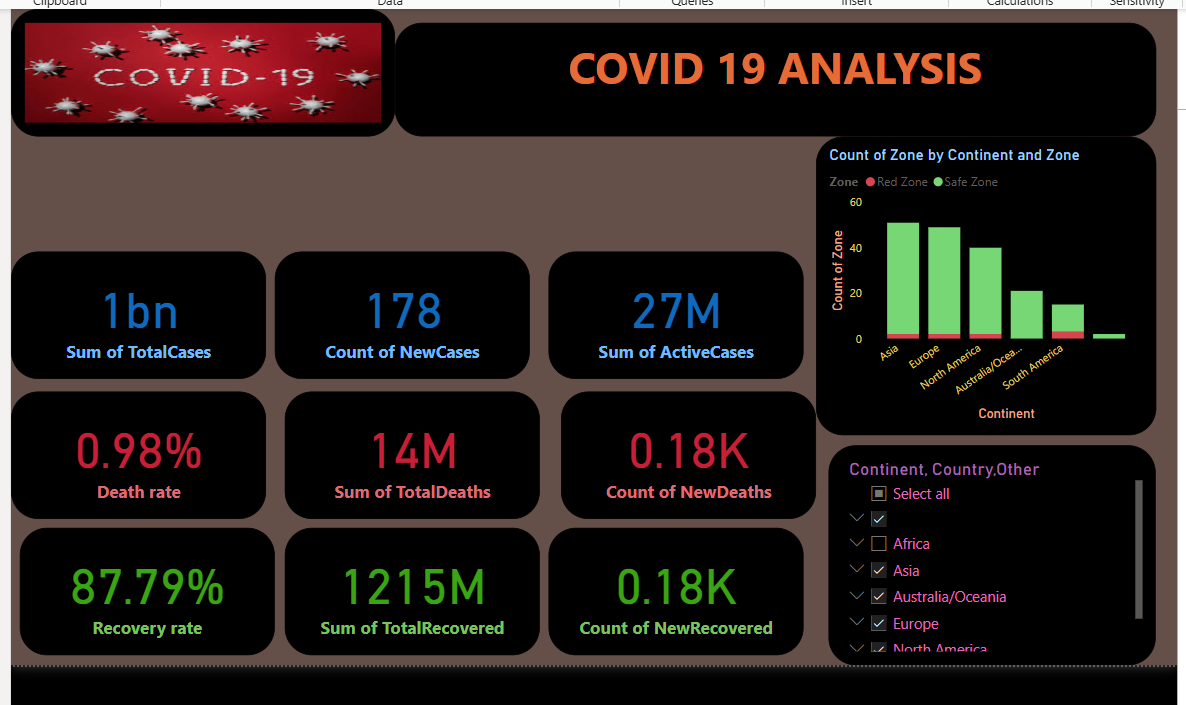 Clipboard Data Queries Insert Calculations Sensitivity
COVID-19
COVID 19 ANALYSIS
Count of Zone by Continent and Zone
Zone Red Zone Safe Zone
60
40
20
0
Count of Zone
Asia
Europe
North America
Australia/Ocea...
South America
Continent
1bn
Sum of TotalCases
178
Count of NewCases
27M
Sum of ActiveCases
0.98%
Death rate
14M
Sum of TotalDeaths
0.18K
Count of NewDeaths
87.79%
Recovery rate
1215M
Sum of TotalRecovered
0.18K
Count of NewRecovered
Continent, Country,Other
Select all
Africa
Asia
Australia/Oceania
Europe
North America